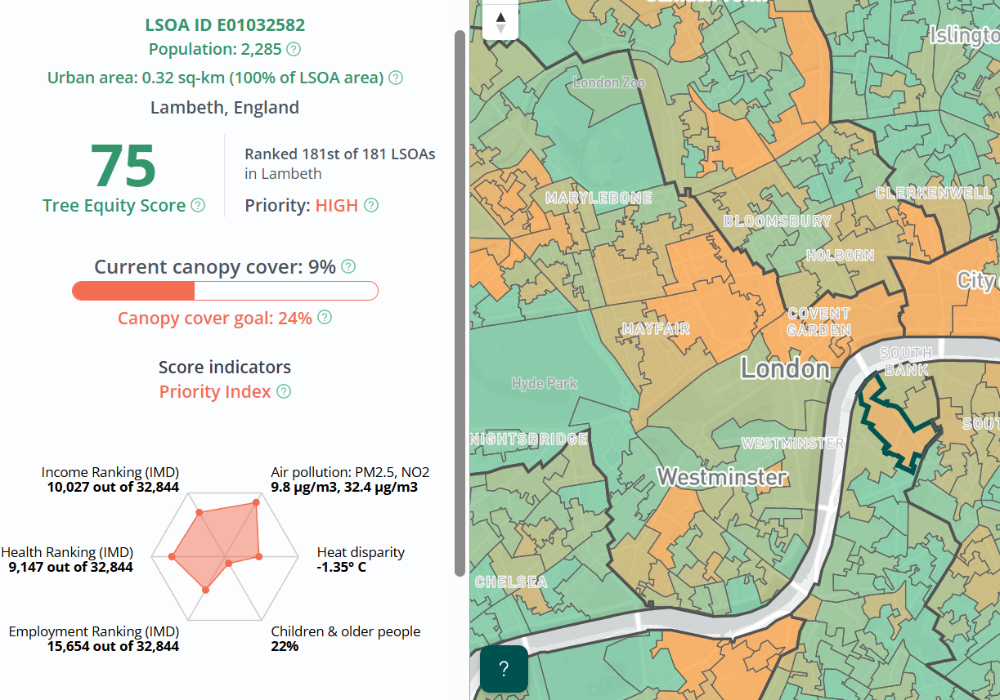 LSOA ID E01032582
Population: 2,285 ?
Urban area: 0.32 sq-km (100% of LSOA area) ?
Lambeth, England
75
Tree Equity Score ?
Ranked 181st of 181 LSOAs
in Lambeth
Priority: HIGH ?
Current canopy cover: 9% ?
Canopy cover goal: 24% ?
Score indicators
Priority Index ?
Income Ranking (IMD)
10,027 out of 32,844
Air pollution: PM2.5, NO2
9.8 µg/m3, 32.4 µg/m3
Health Ranking (IMD)
9,147 out of 32,844
Heat disparity
-1.35° C
Employment Ranking (IMD)
15,654 out of 32,844
Children & older people
22%
Islingto
London Zoo
MARYLEBONE
CLERKENWELL
BLOOMSBURY
HOLBORN
City
COVENT
GARDEN
MAYFAIR
SOUTH
BANK
London
Hyde Park
SOUT
NIGHTSBRIDGE
WESTMINSTER
Westminster
CHELSEA
?